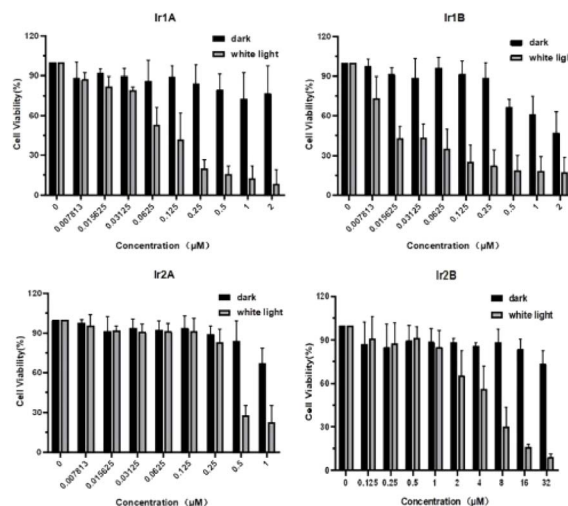 Ir1A
dark
white light
Cell Viability(%)
120
90
60
30
0
0
0.007813
0.015625
0.03125
0.0625
0.125
0.25
0.5
1
2
Concentration (μM)
Ir1B
dark
white light
Cell Viability(%)
120
90
60
30
0
0
0.007813
0.015625
0.03125
0.0625
0.125
0.25
0.5
1
2
Concentration (μM)
Ir2A
dark
white light
Cell Viability(%)
120
90
60
30
0
0
0.007813
0.015625
0.03125
0.0625
0.125
0.25
0.5
1
Concentration (μM)
Ir2B
dark
white light
Cell Viability(%)
120
90
60
30
0
0
0.125
0.25
0.5
1
2
4
8
16
32
Concentration (μM)